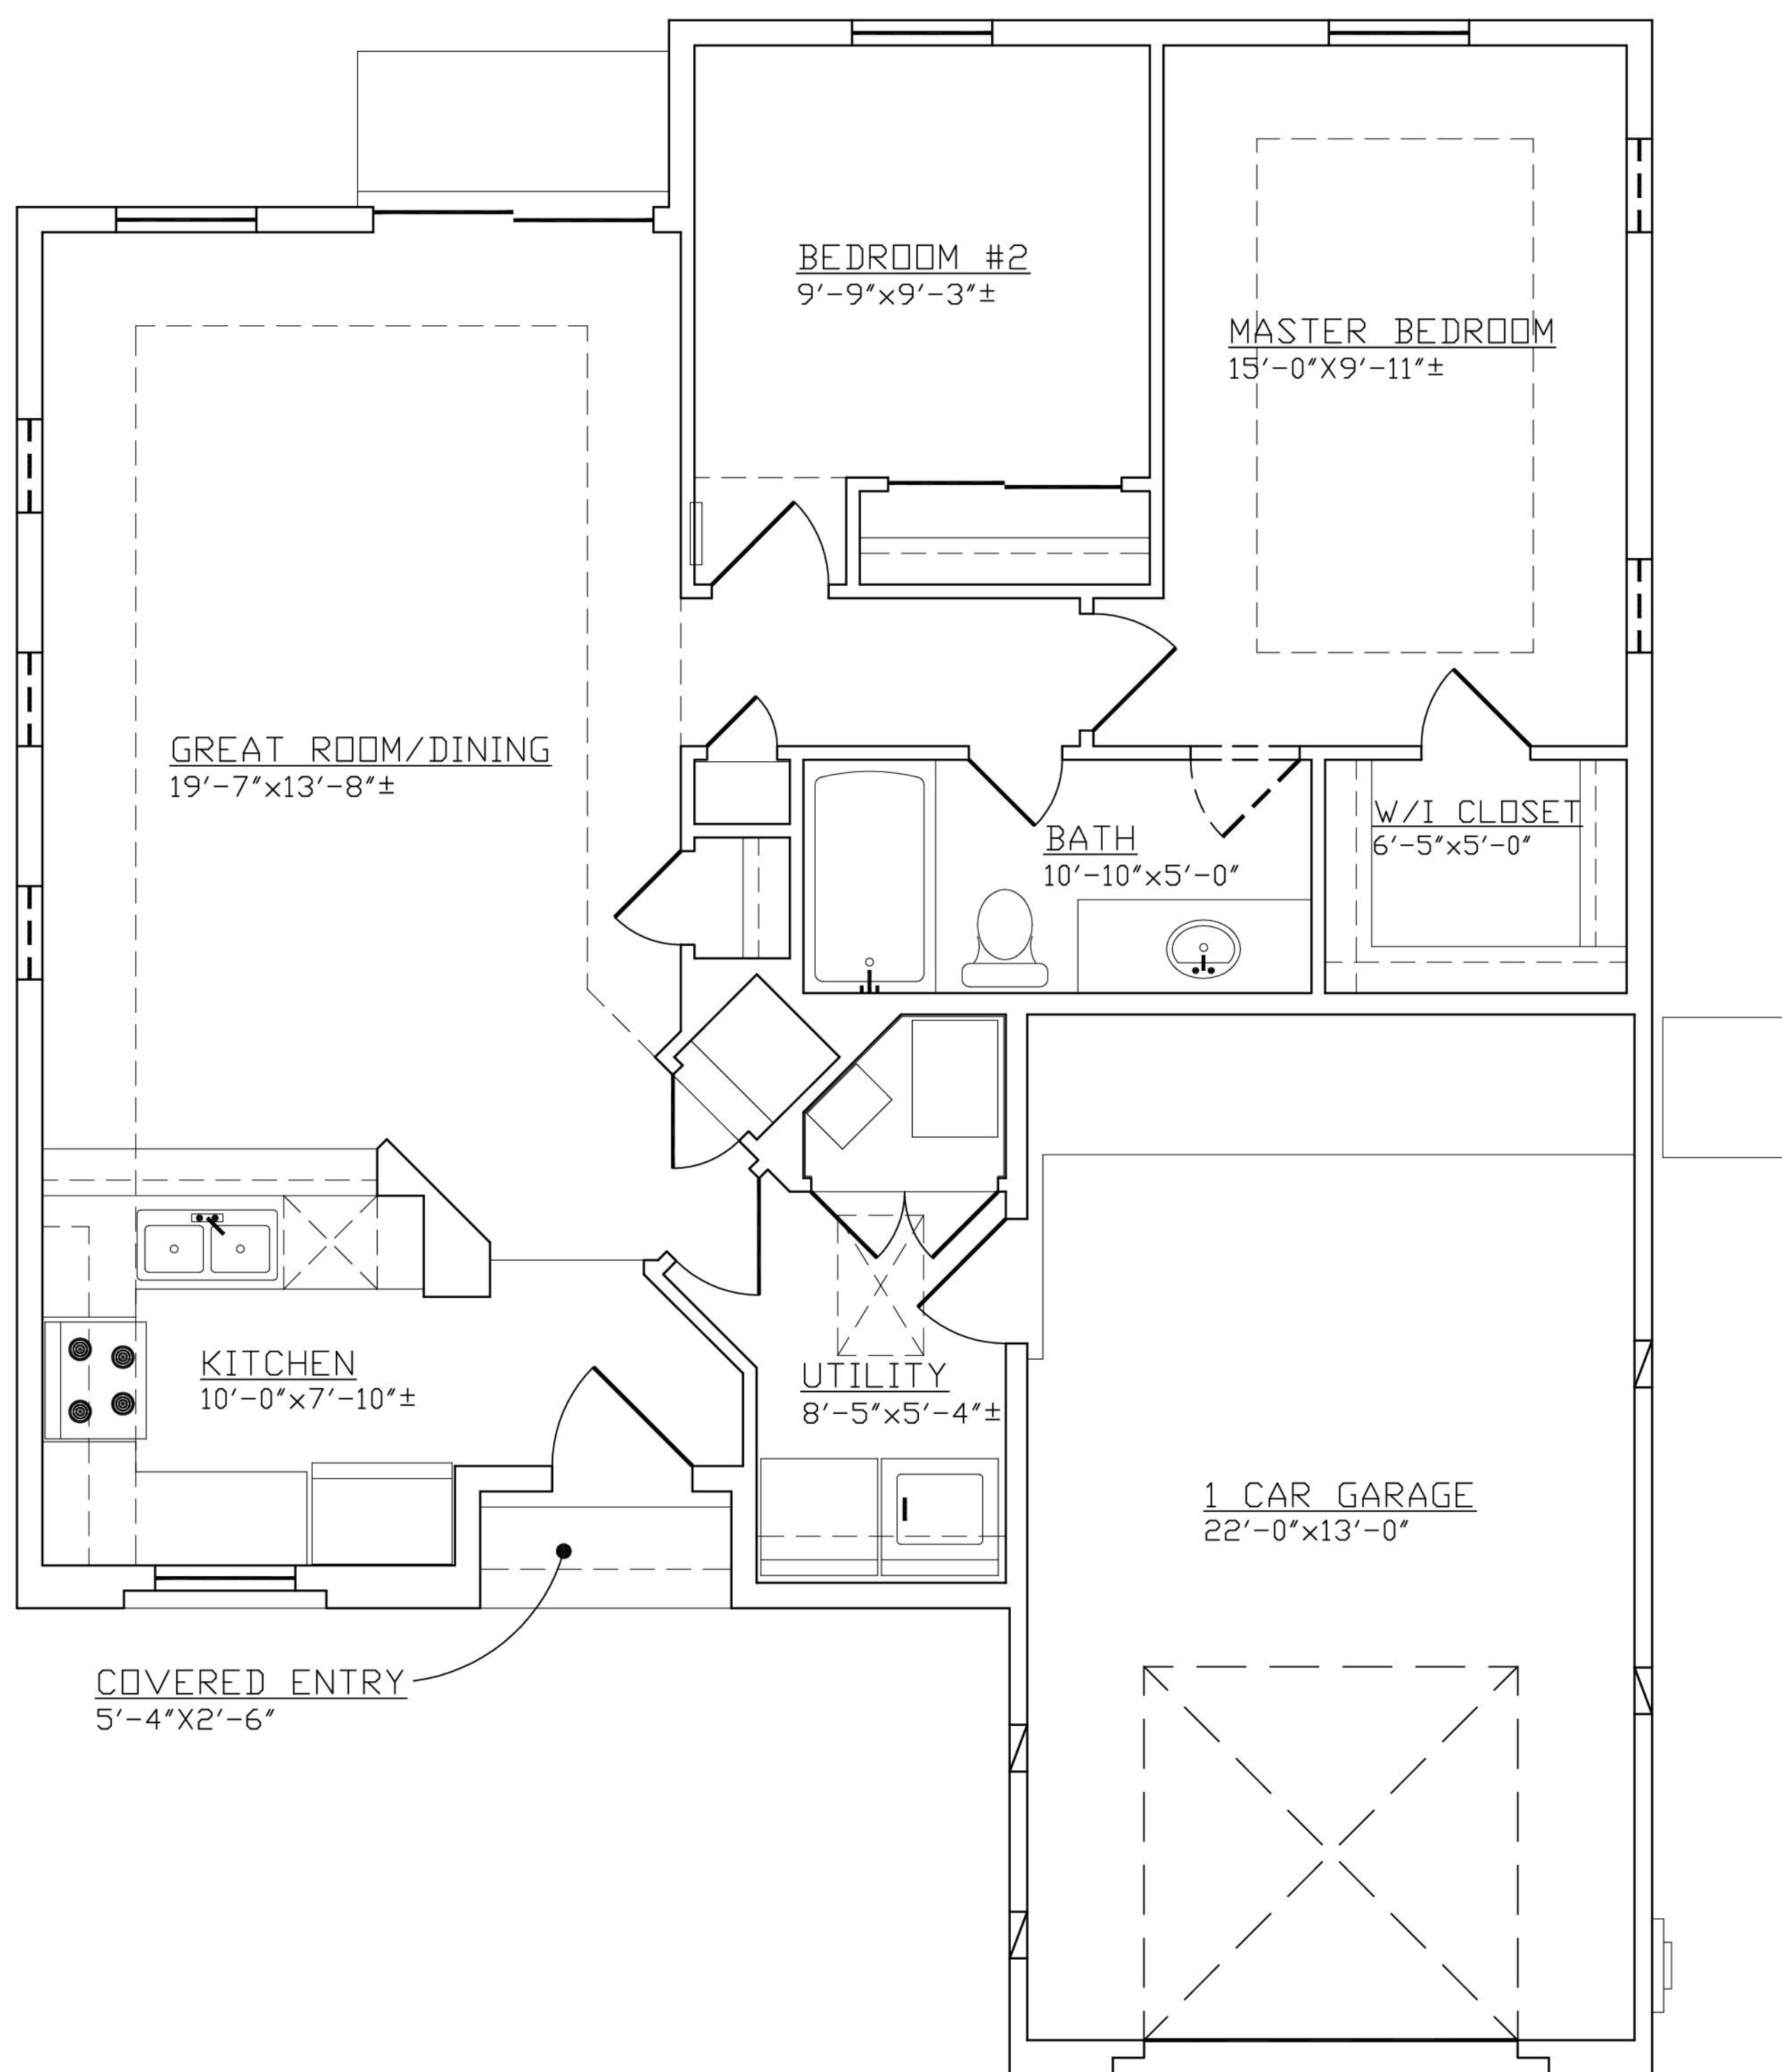 BEDROOM #2
9'-9"x9'-3"±
MASTER BEDROOM
15'-0"X9'-11"±
GREAT ROOM/DINING
19'-7"x13'-8"±
W/I CLOSET
6'-5"x5'-0"
BATH
10'-10"x5'-0"
KITCHEN
10'-0"x7'-10"±
UTILITY
8'-5"x5'-4"±
1 CAR GARAGE
22'-0"x13'-0"
COVERED ENTRY
5'-4"X2'-6"